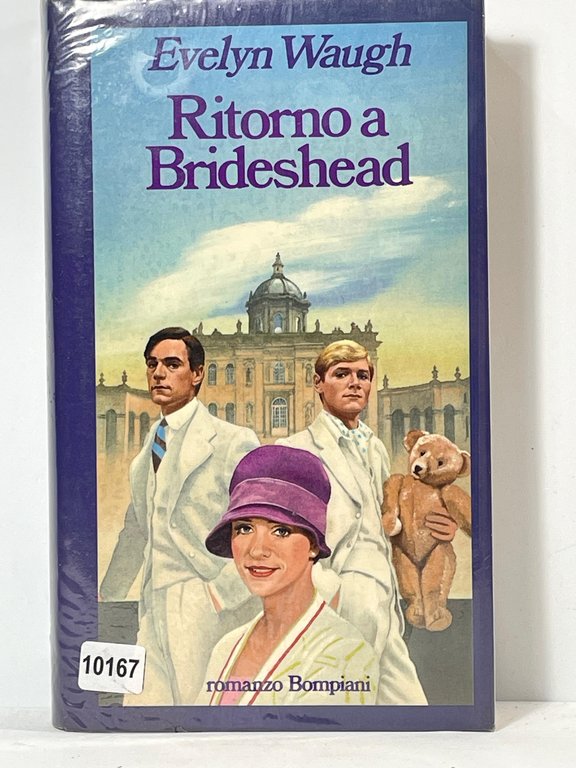 Evelyn Waugh
Ritorno a
Brideshead
10167
romanzo Bompiani